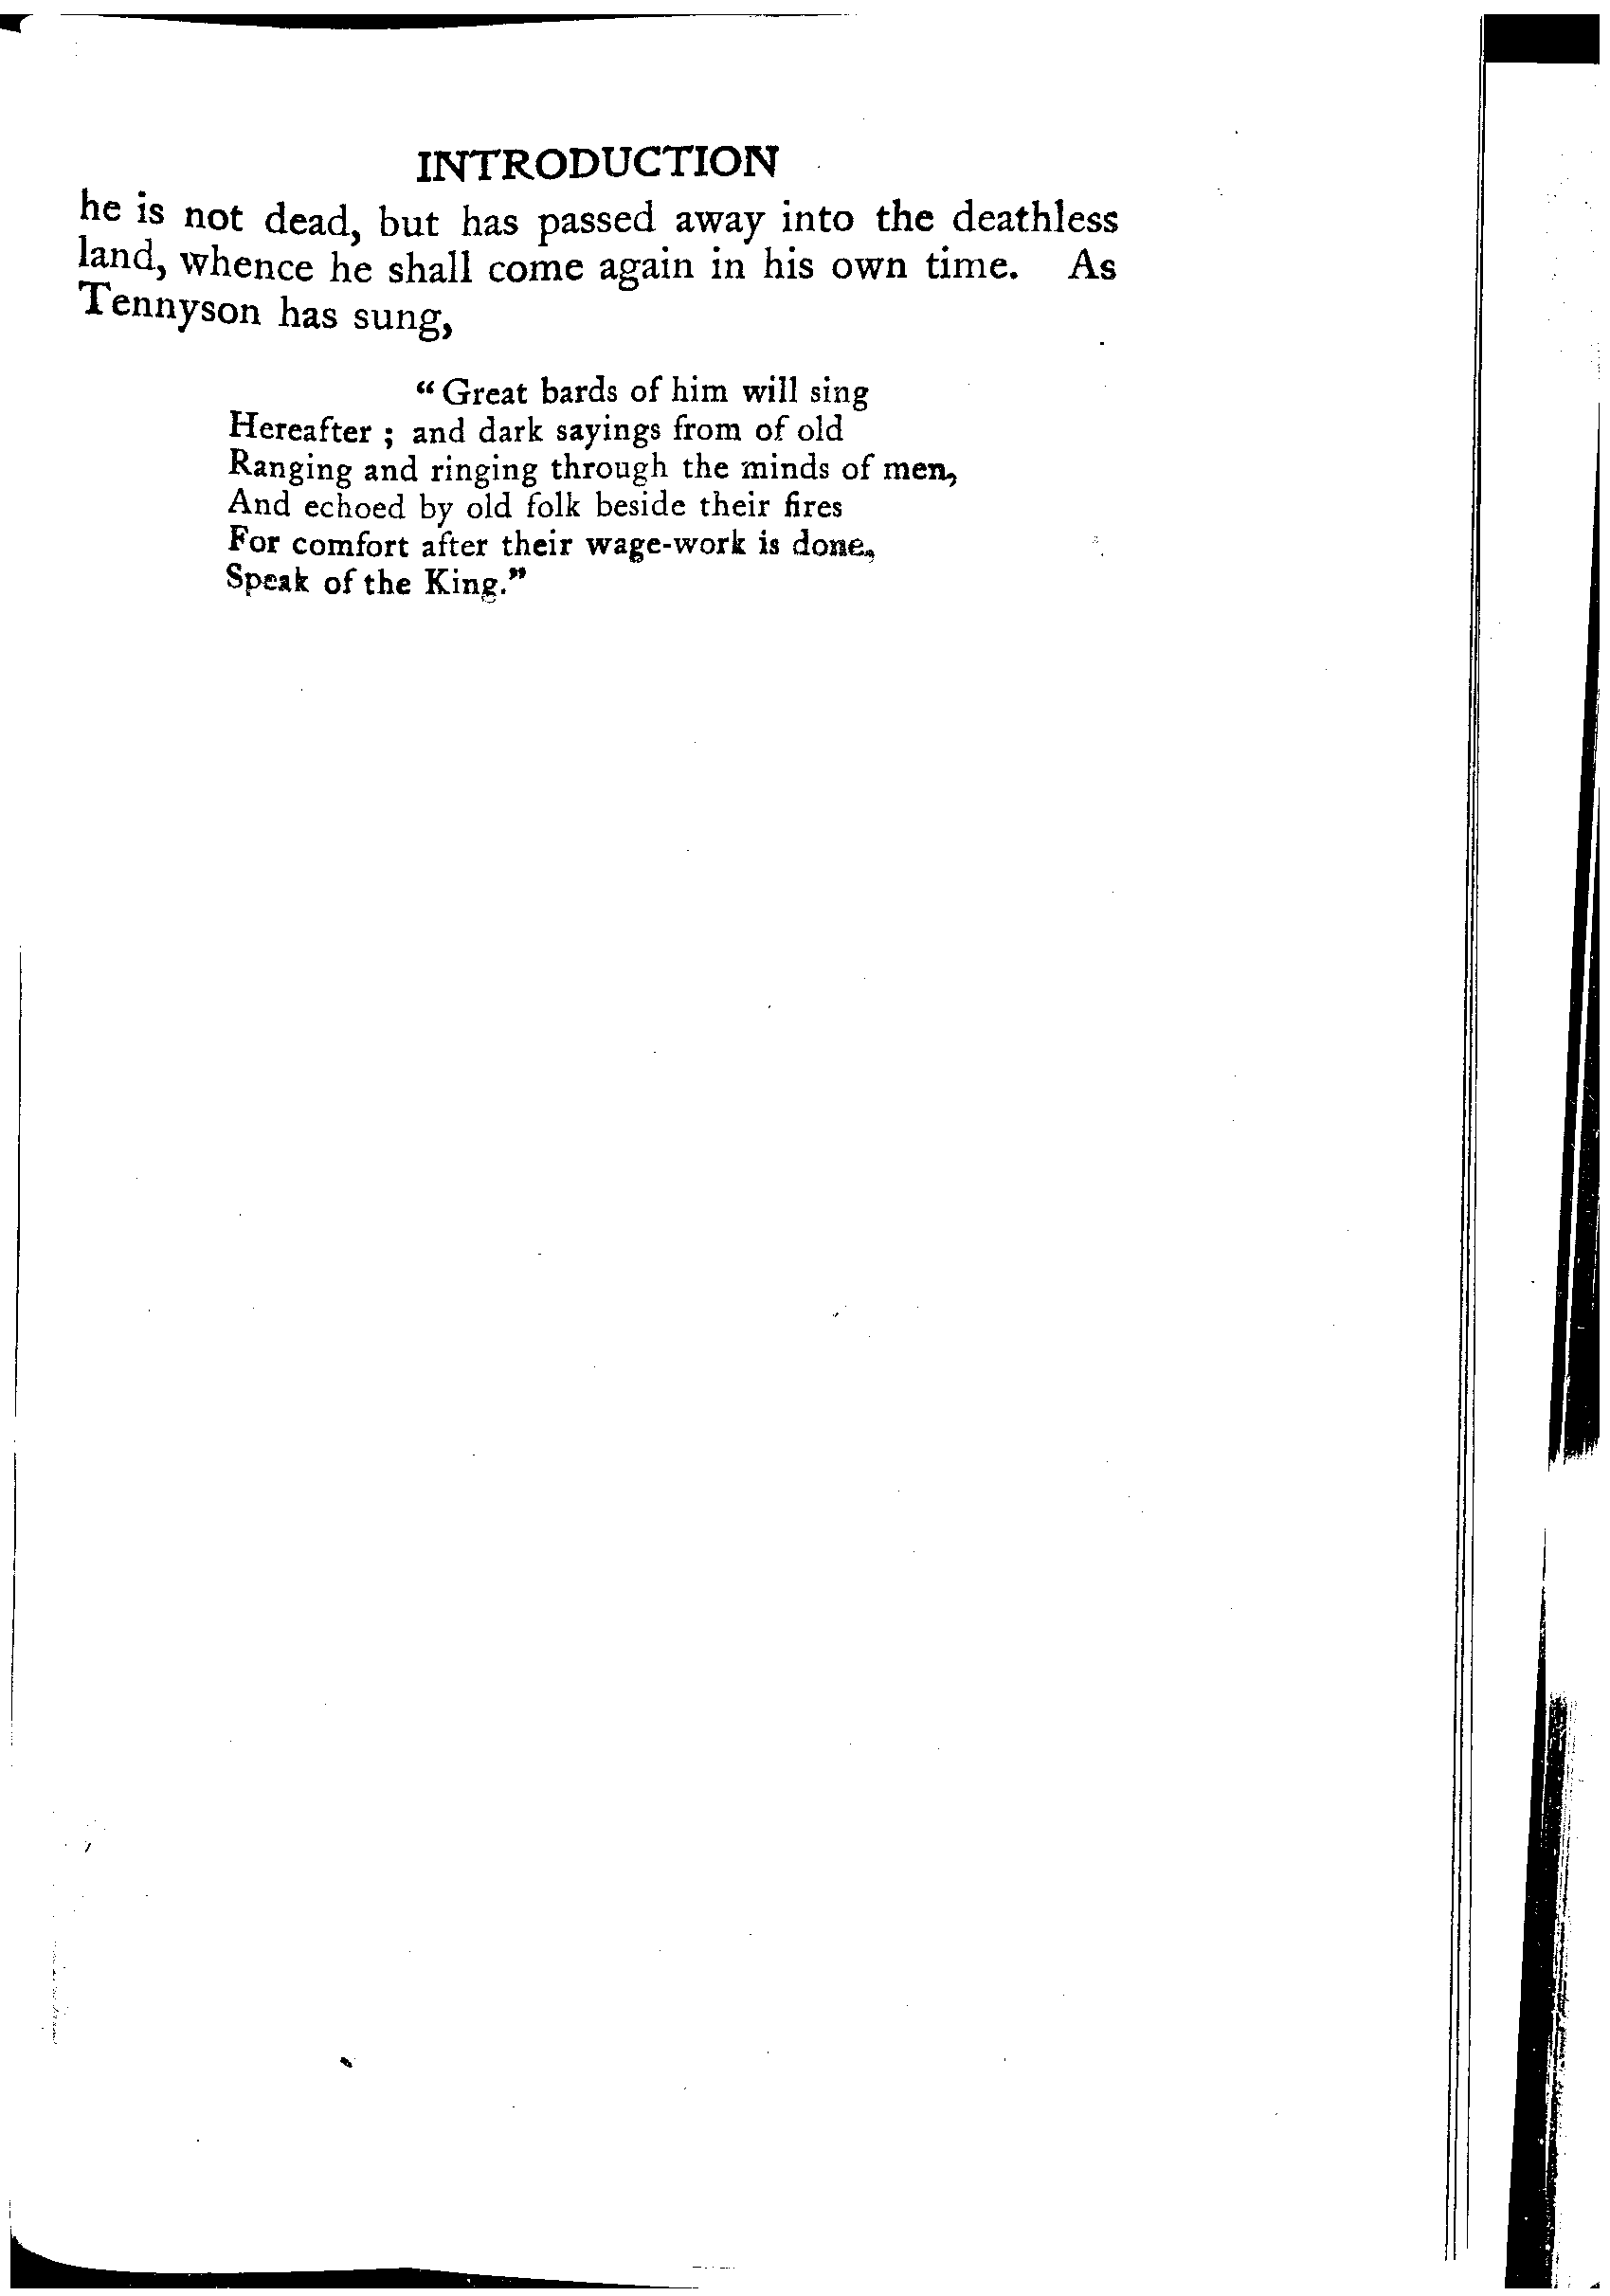 INTRODUCTION
he is not dead, but has passed away into the deathless
land, whence he shall come again in his own time. As
Tennyson has sung,
“Great bards of him will sing
Hereafter ; and dark sayings from of old
Ranging and ringing through the minds of men,
And echoed by old folk beside their fires
For comfort after their wage-work is done,
Speak of the King.”